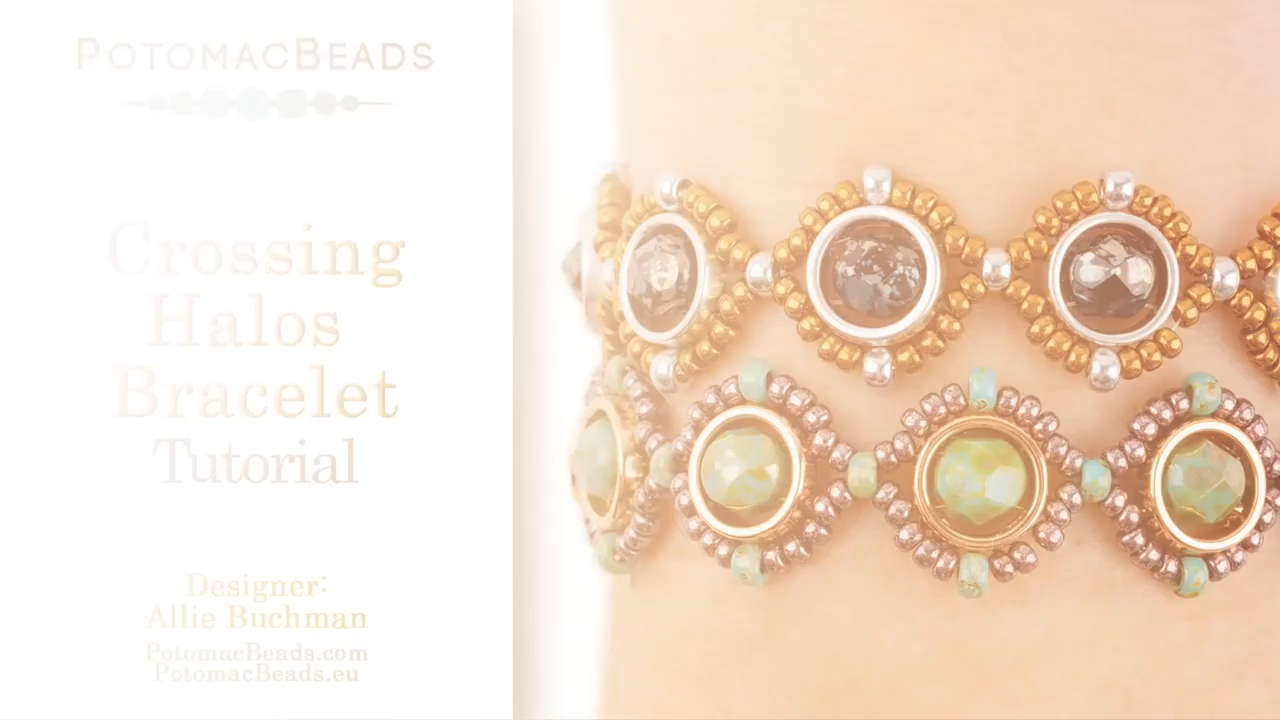 POTOMACBEADS
Crossing
Halos
Bracelet
Tutorial
Designer:
Allie Buchman
PotomacBeads.com
PotomacBeads.eu